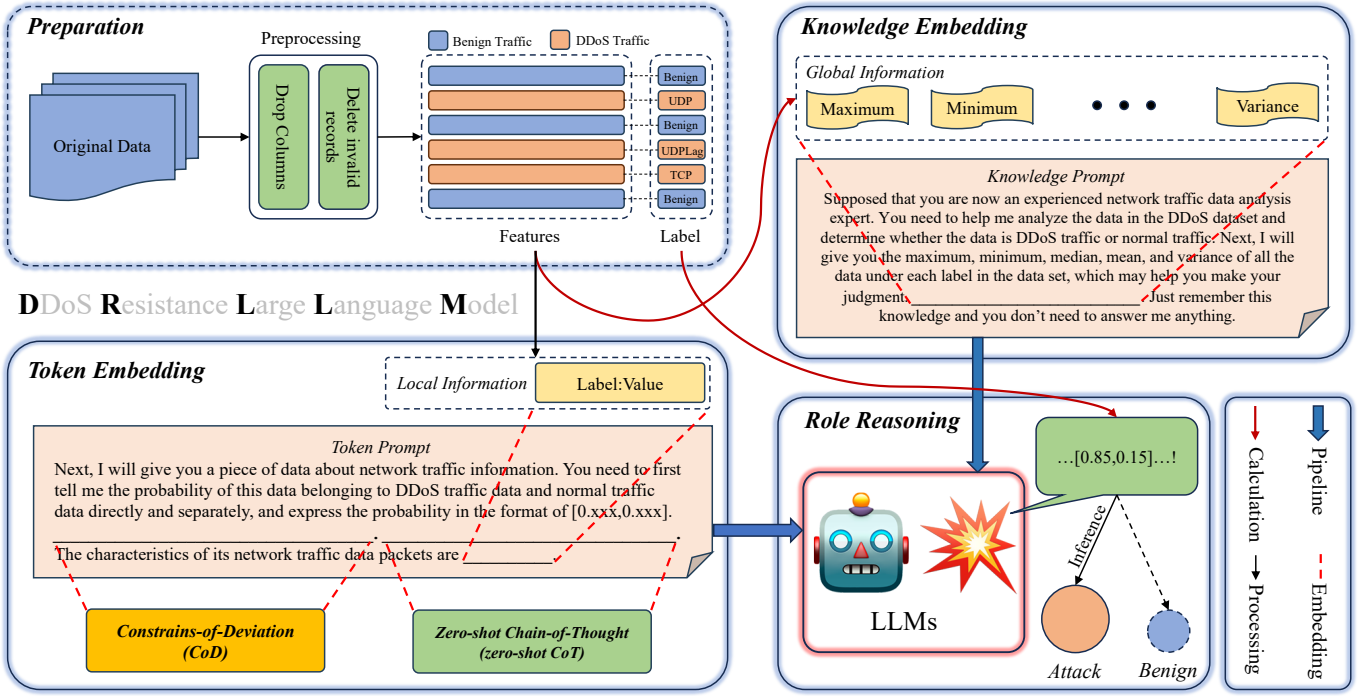 Preparation
Preprocessing
Original Data
Drop Columns
Delete invalid
records
Benign Traffic
DDoS Traffic
Benign
UDP
Benign
UDPLag
TCP
Benign
Features
Label
Knowledge Embedding
Global Information
Maximum
Minimum
• • •
Variance
Knowledge Prompt
Supposed that you are now an experienced network traffic data analysis
expert. You need to help me analyze the data in the DDoS dataset and
determine whether the data is DDoS traffic or normal traffic. Next, I will
give you the maximum, minimum, median, mean, and variance of all the
data under each label in the data set, which may help you make your
judgment. ____________________ Just remember this
knowledge and you don't need to answer me anything.
DDoS Resistance Large Language Model
Token Embedding
Local Information
Label:Value
Token Prompt
Next, I will give you a piece of data about network traffic information. You need to first
tell me the probability of this data belonging to DDoS traffic data and normal traffic
data directly and separately, and express the probability in the format of [0.xxx,0.xxx].
______________________________. ____________________________.
The characteristics of its network traffic data packets are __________
Constrains-of-Deviation
(CoD)
Zero-shot Chain-of-Thought
(zero-shot CoT)
Role Reasoning
…[0.85,0.15]…!
LLMs
Inference
Attack
Benign
Calculation
Pipeline
Processing
Embedding